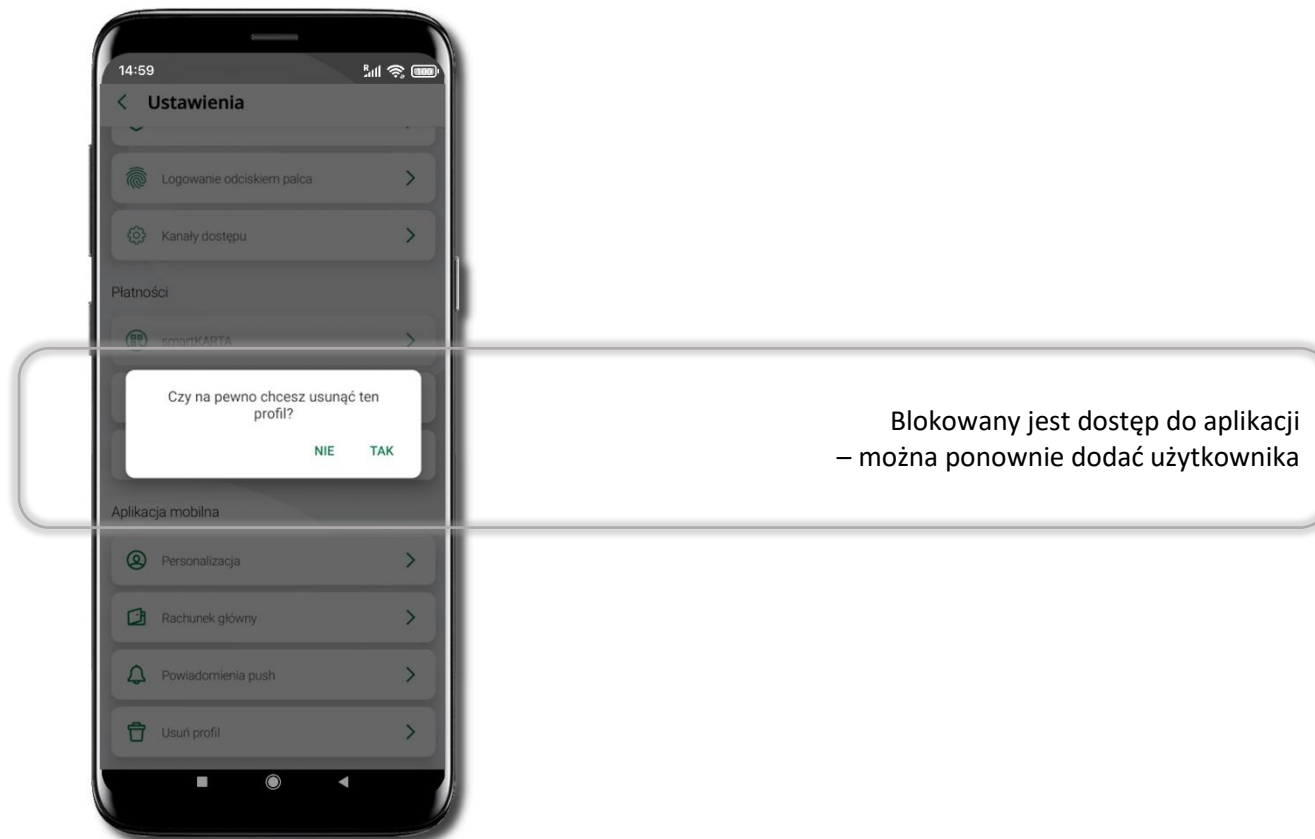 14:59
Ustawienia
Logowanie odciskiem palca
Kanały dostępu
Płatności
smartKARTA
Czy na pewno chcesz usunąć ten
profil?
NIE TAK
Blokowany jest dostęp do aplikacji
– można ponownie dodać użytkownika
Aplikacja mobilna
Personalizacja
Rachunek główny
Powiadomienia push
Usuń profil